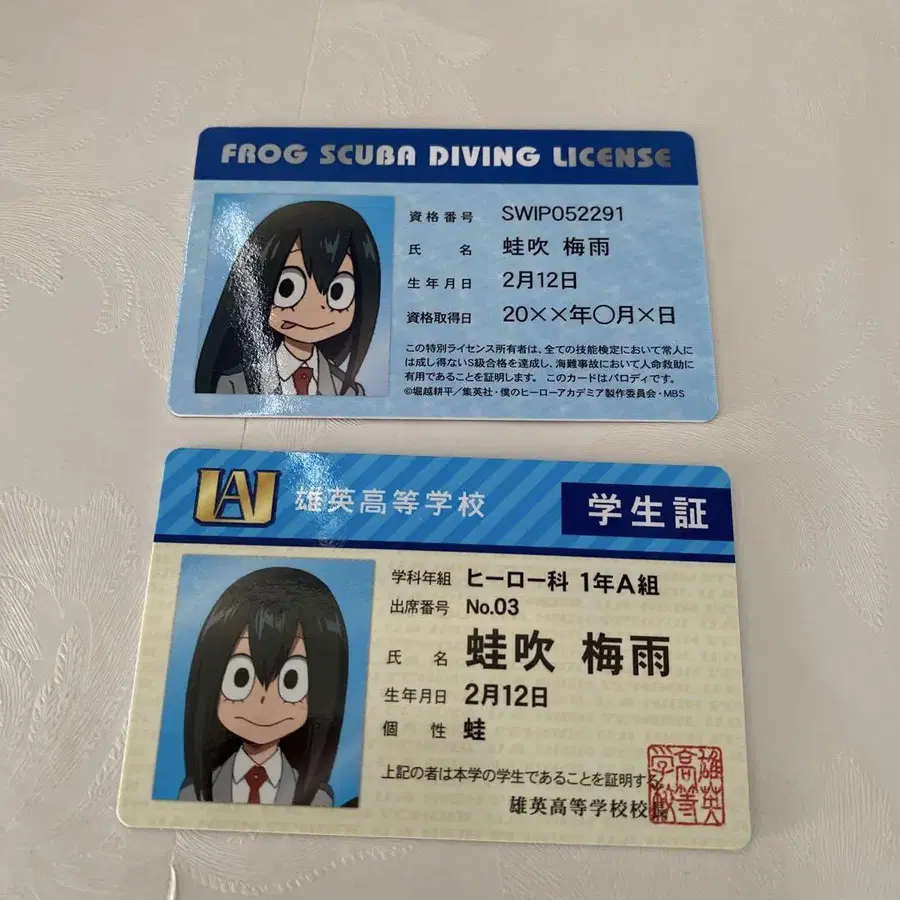 FROG SCUBA DIVING LICENSE
資格番号 SWIP052291
氏名 蛙吹 梅雨
生年月日 2月12日
資格取得日 20××年〇月×日
この特別ライセンス所有者は、全ての技能検定において常人に
は成し得ないS級合格を達成し、海難事故において人命救助に
有用であることを証明します。このカードはパロディです。
©堀越耕平／集英社・僕のヒーローアカデミア製作委員会・MBS
UA 雄英高等学校 学生証
学科年組 ヒーロー科 1年A組
出席番号 No.03
氏名 蛙吹 梅雨
生年月日 2月12日
個性 蛙
上記の者は本学の学生であることを証明する
雄英高等学校校長
雄英
高等
学校